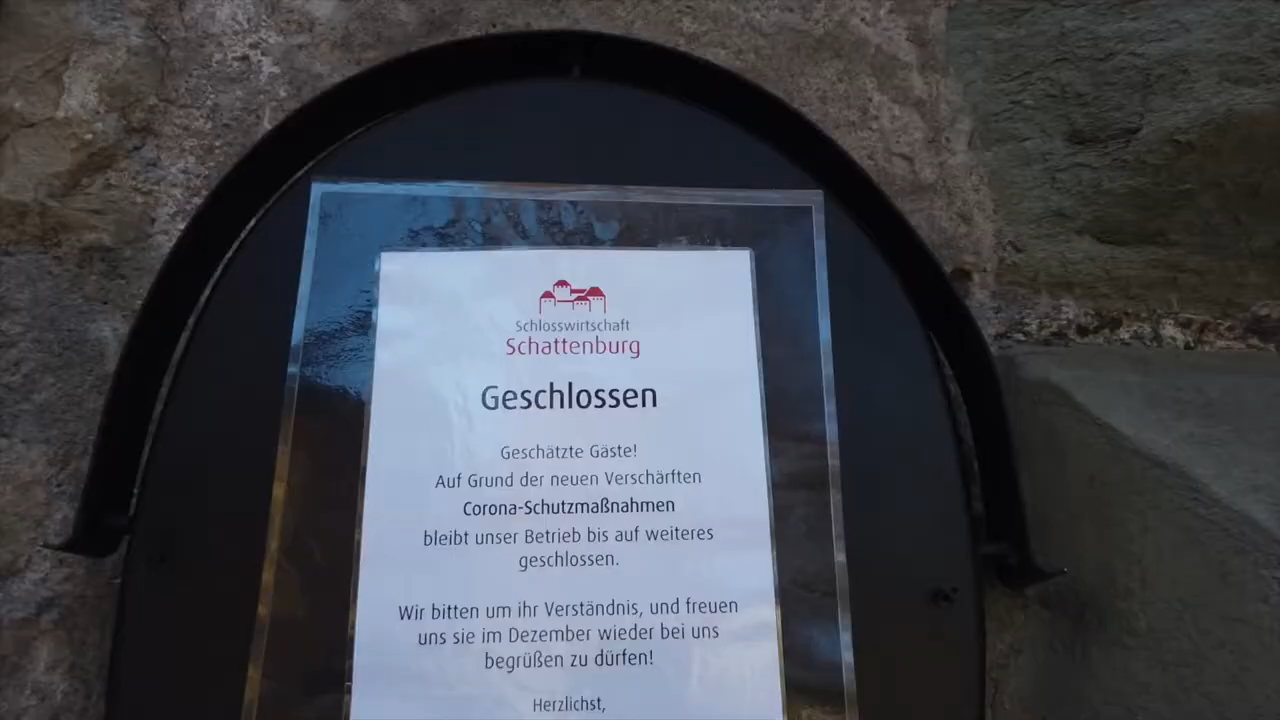 Schlosswirtschaft
Schattenburg
Geschlossen
Geschätzte Gäste!
Auf Grund der neuen Verschärften
Corona-Schutzmaßnahmen
bleibt unser Betrieb bis auf weiteres
geschlossen.
Wir bitten um ihr Verständnis, und freuen
uns sie im Dezember wieder bei uns
begrüßen zu dürfen!
Herzlichst,